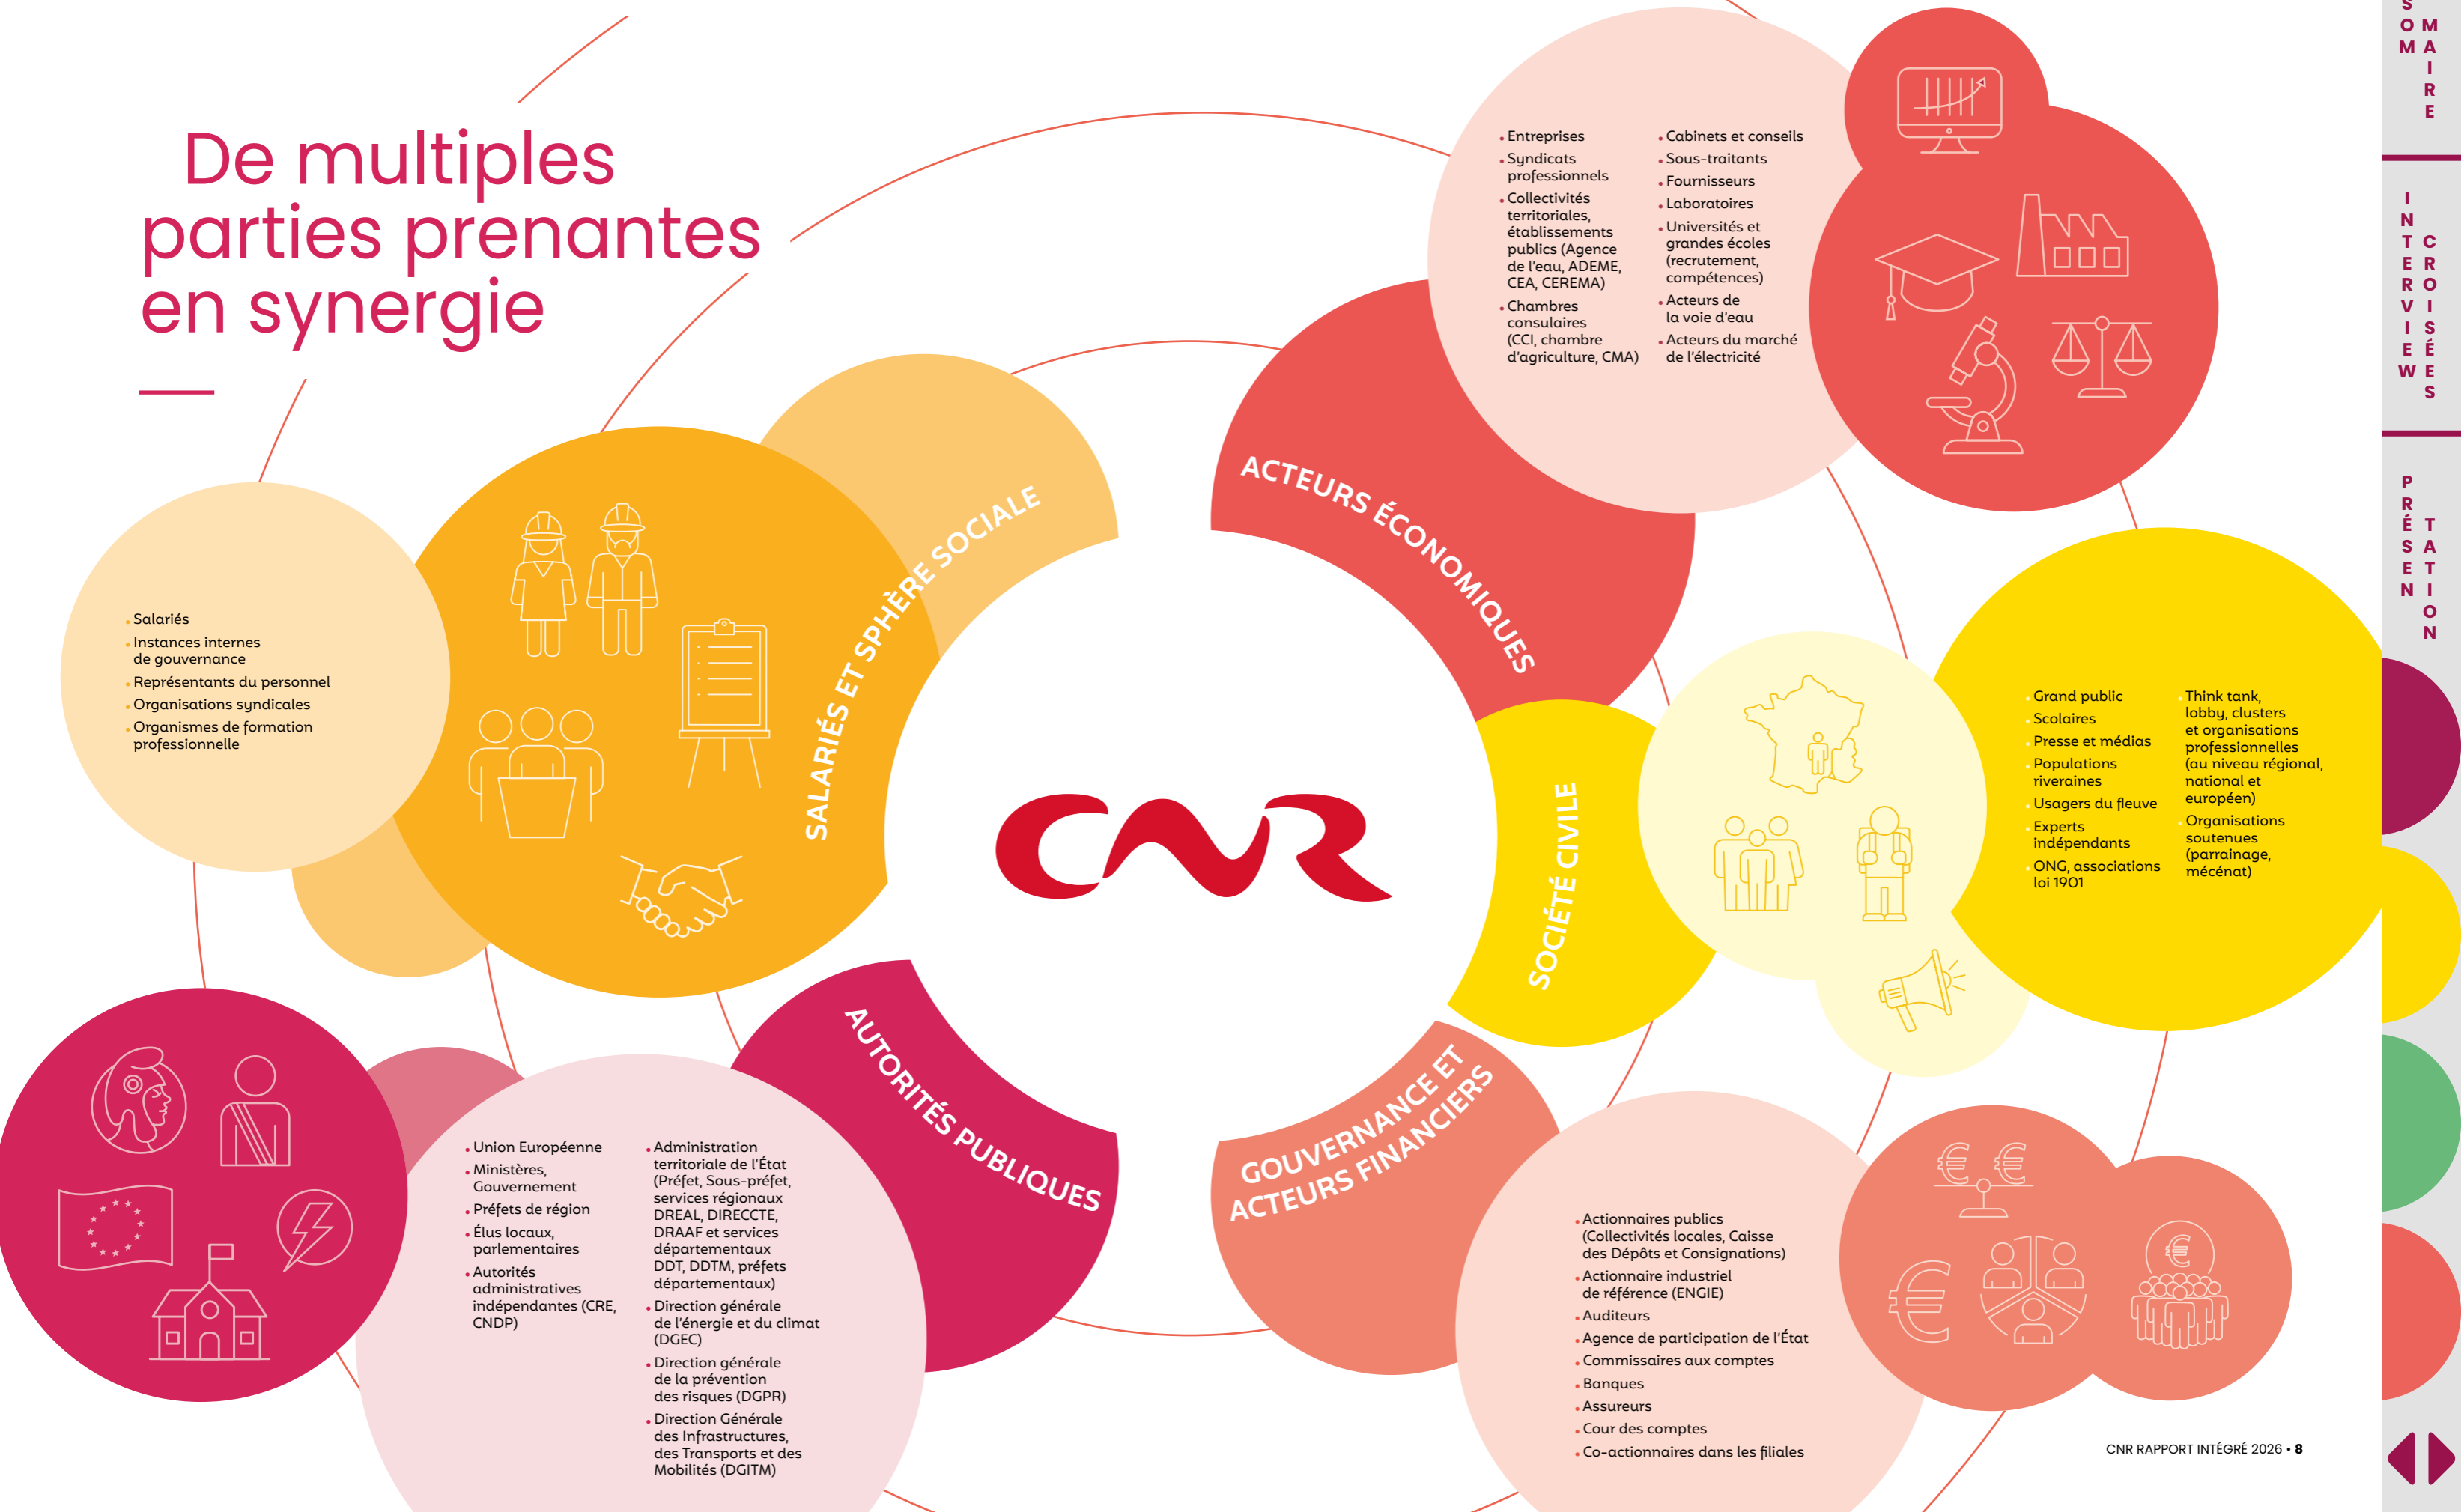 De multiples
parties prenantes
en synergie
SALARIÉS ET SPHÈRE SOCIALE
• Salariés
• Instances internes
de gouvernance
• Représentants du personnel
• Organisations syndicales
• Organismes de formation
professionnelle
ACTEURS ÉCONOMIQUES
• Entreprises
• Syndicats
professionnels
• Collectivités
territoriales,
établissements
publics (Agence
de l'eau, ADEME,
CEA, CEREMA)
• Chambres
consulaires
(CCI, chambre
d'agriculture, CMA)
• Cabinets et conseils
• Sous-traitants
• Fournisseurs
• Laboratoires
• Universités et
grandes écoles
(recrutement,
compétences)
• Acteurs de
la voie d'eau
• Acteurs du marché
de l'électricité
CNR
SOCIÉTÉ CIVILE
• Grand public
• Scolaires
• Presse et médias
• Populations
riveraines
• Usagers du fleuve
• Experts
indépendants
• ONG, associations
loi 1901
• Think tank,
lobby, clusters
et organisations
professionnelles
(au niveau régional,
national et
européen)
• Organisations
soutenues
(parrainage,
mécénat)
AUTORITÉS PUBLIQUES
• Union Européenne
• Ministères,
Gouvernement
• Préfets de région
• Élus locaux,
parlementaires
• Autorités
administratives
indépendantes (CRE,
CNDP)
• Administration
territoriale de l'État
(Préfet, Sous-préfet,
services régionaux
DREAL, DIRECCTE,
DRAAF et services
départementaux
DDT, DDTM, préfets
départementaux)
• Direction générale
de l'énergie et du climat
(DGEC)
• Direction générale
de la prévention
des risques (DGPR)
• Direction Générale
des Infrastructures,
des Transports et des
Mobilités (DGITM)
GOUVERNANCE ET
ACTEURS FINANCIERS
• Actionnaires publics
(Collectivités locales, Caisse
des Dépôts et Consignations)
• Actionnaire industriel
de référence (ENGIE)
• Auditeurs
• Agence de participation de l'État
• Commissaires aux comptes
• Banques
• Assureurs
• Cour des comptes
• Co-actionnaires dans les filiales
€ €
€
€
CNR RAPPORT INTÉGRÉ 2026 • 8
SOMMAIRE
INTERVIEW
CROISÉES
PRÉSENTATION